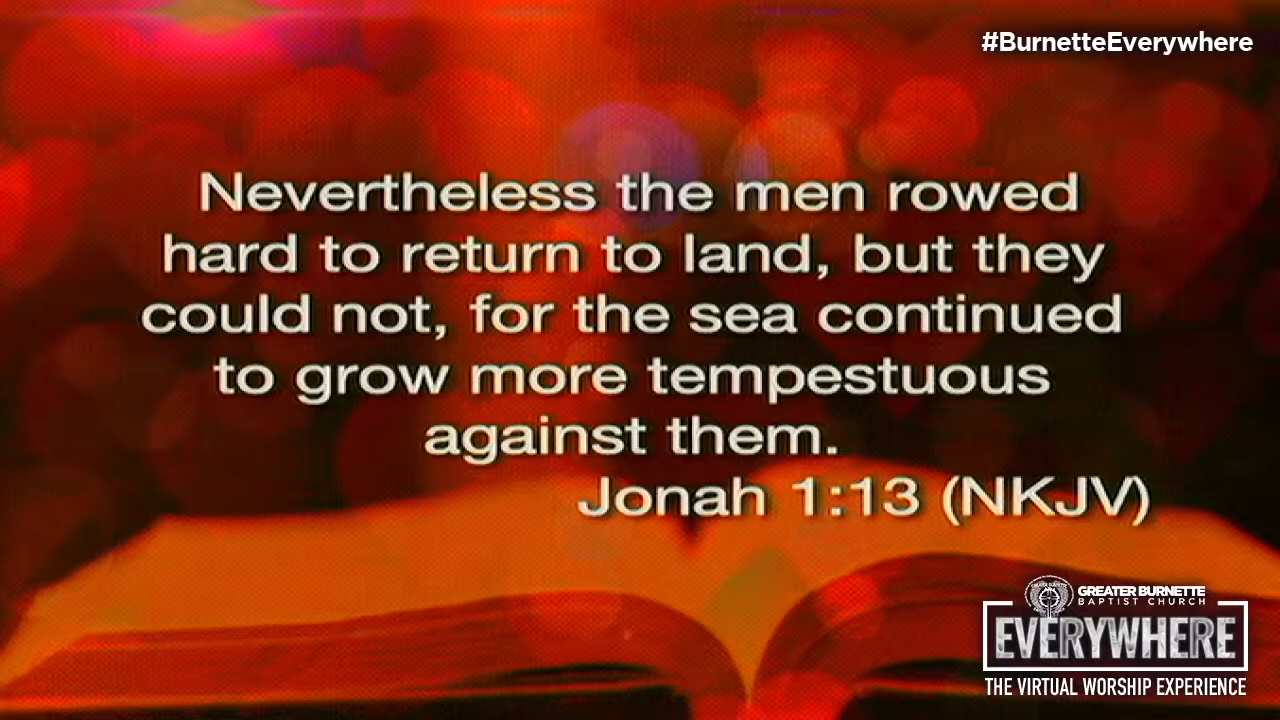 #BurnetteEverywhere
Nevertheless the men rowed
hard to return to land, but they
could not, for the sea continued
to grow more tempestuous
against them.
Jonah 1:13 (NKJV)
GREATER BURNETTE
BAPTIST CHURCH
EVERYWHERE
THE VIRTUAL WORSHIP EXPERIENCE